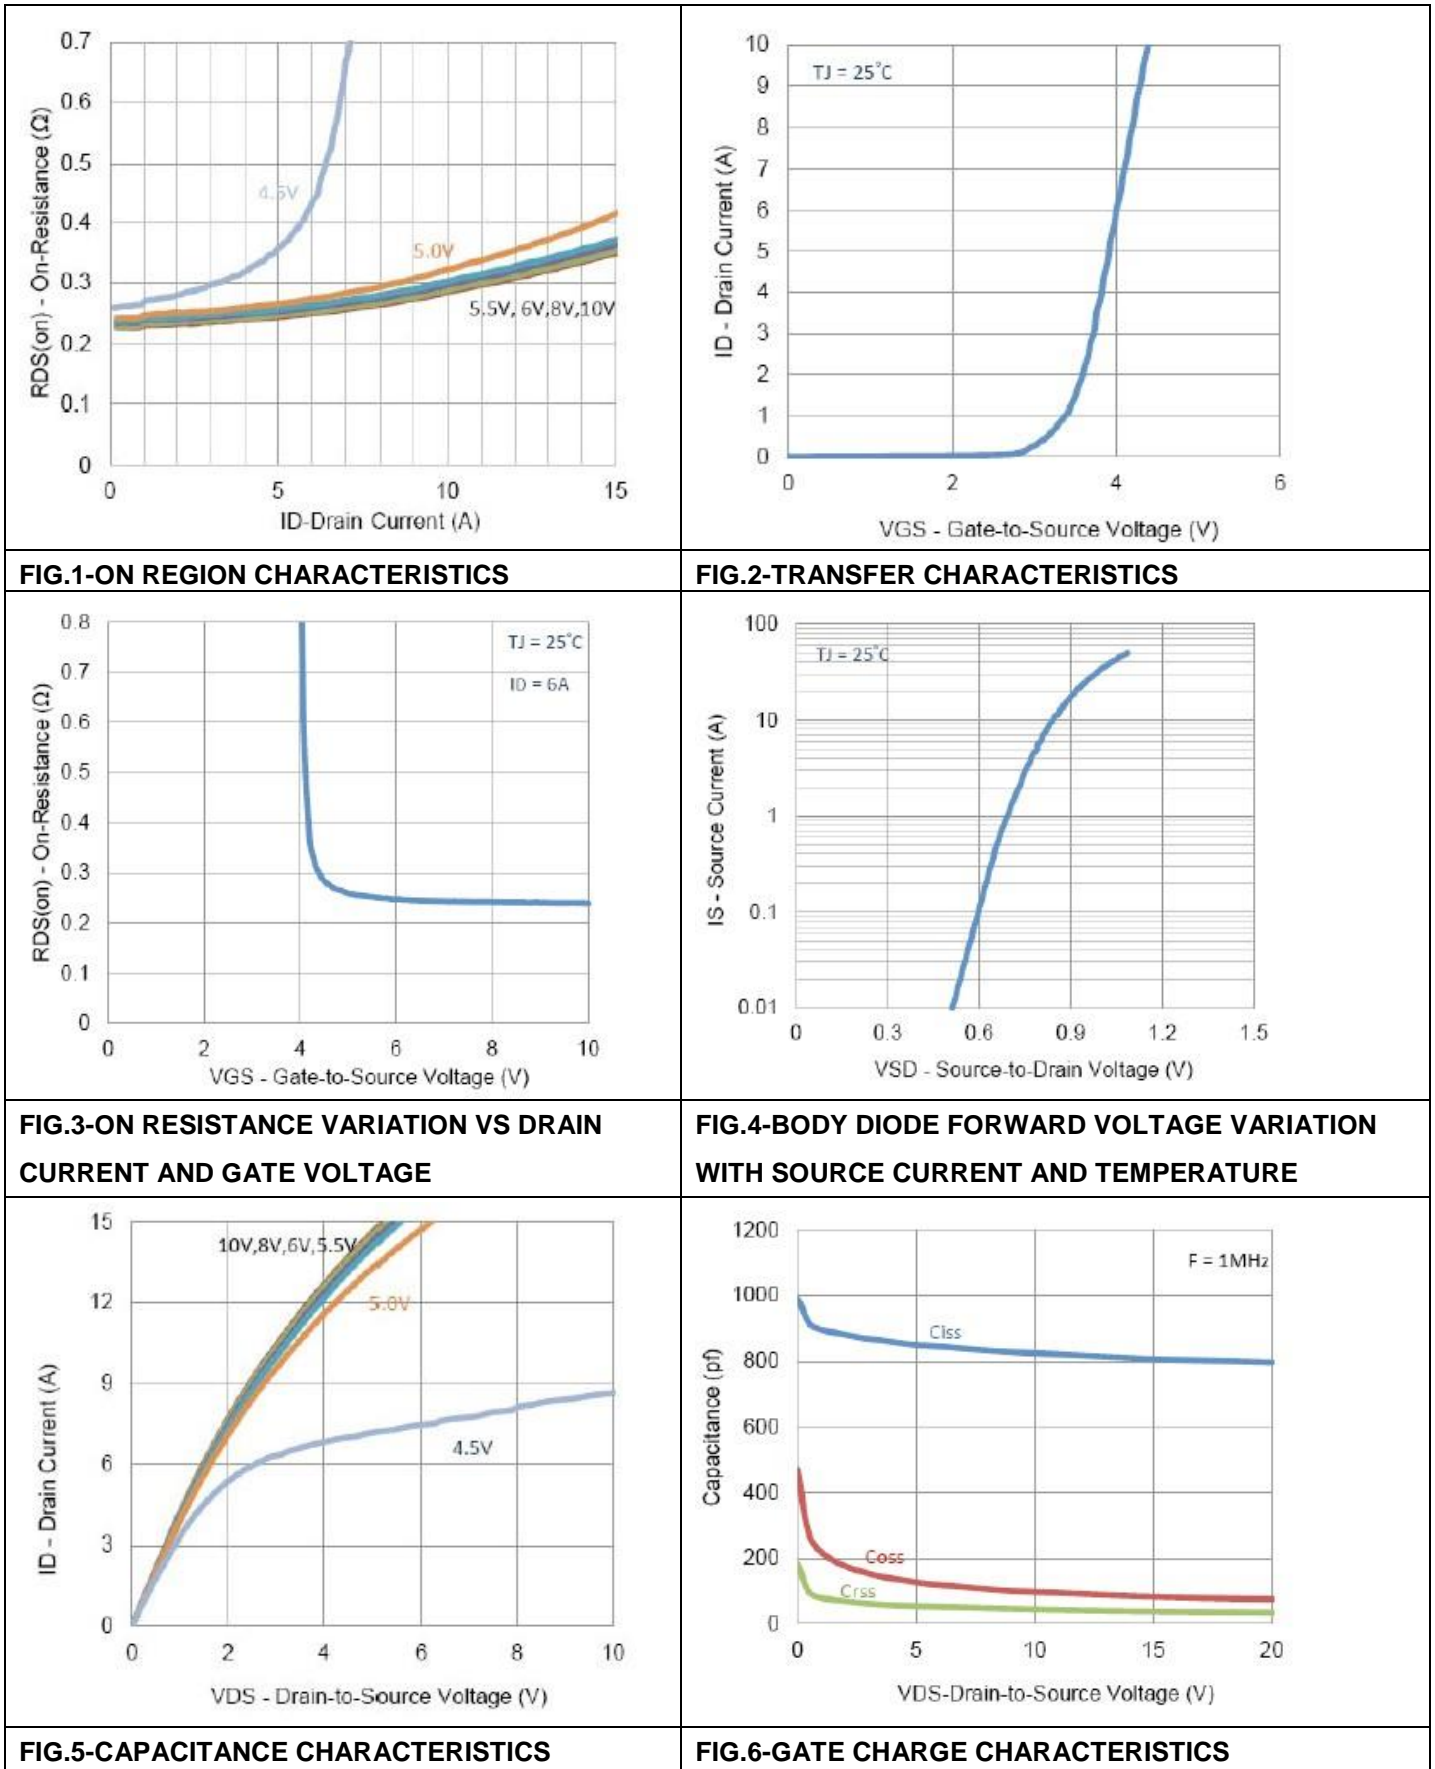 0.7
0.6
0.5
0.4
0.3
0.2
0.1
0
0 5 10 15
RDS(on) - On-Resistance (Ω)
ID-Drain Current (A)
4.5V
5.0V
5.5V, 6V,8V,10V
10
9
8
7
6
5
4
3
2
1
0
0 2 4 6
ID - Drain Current (A)
VGS - Gate-to-Source Voltage (V)
TJ = 25°C
FIG.1-ON REGION CHARACTERISTICS
FIG.2-TRANSFER CHARACTERISTICS
0.8
0.7
0.6
0.5
0.4
0.3
0.2
0.1
0
0 2 4 6 8 10
RDS(on) - On-Resistance (Ω)
VGS - Gate-to-Source Voltage (V)
TJ = 25°C
ID = 6A
100
10
1
0.1
0.01
0 0.3 0.6 0.9 1.2 1.5
IS - Source Current (A)
VSD - Source-to-Drain Voltage (V)
TJ = 25°C
FIG.3-ON RESISTANCE VARIATION VS DRAIN
CURRENT AND GATE VOLTAGE
FIG.4-BODY DIODE FORWARD VOLTAGE VARIATION
WITH SOURCE CURRENT AND TEMPERATURE
15
12
9
6
3
0
0 2 4 6 8 10
ID - Drain Current (A)
VDS - Drain-to-Source Voltage (V)
10V,8V,6V,5.5V
5.0V
4.5V
1200
1000
800
600
400
200
0
0 5 10 15 20
Capacitance (pf)
VDS-Drain-to-Source Voltage (V)
F = 1MHz
Ciss
Coss
Crss
FIG.5-CAPACITANCE CHARACTERISTICS
FIG.6-GATE CHARGE CHARACTERISTICS